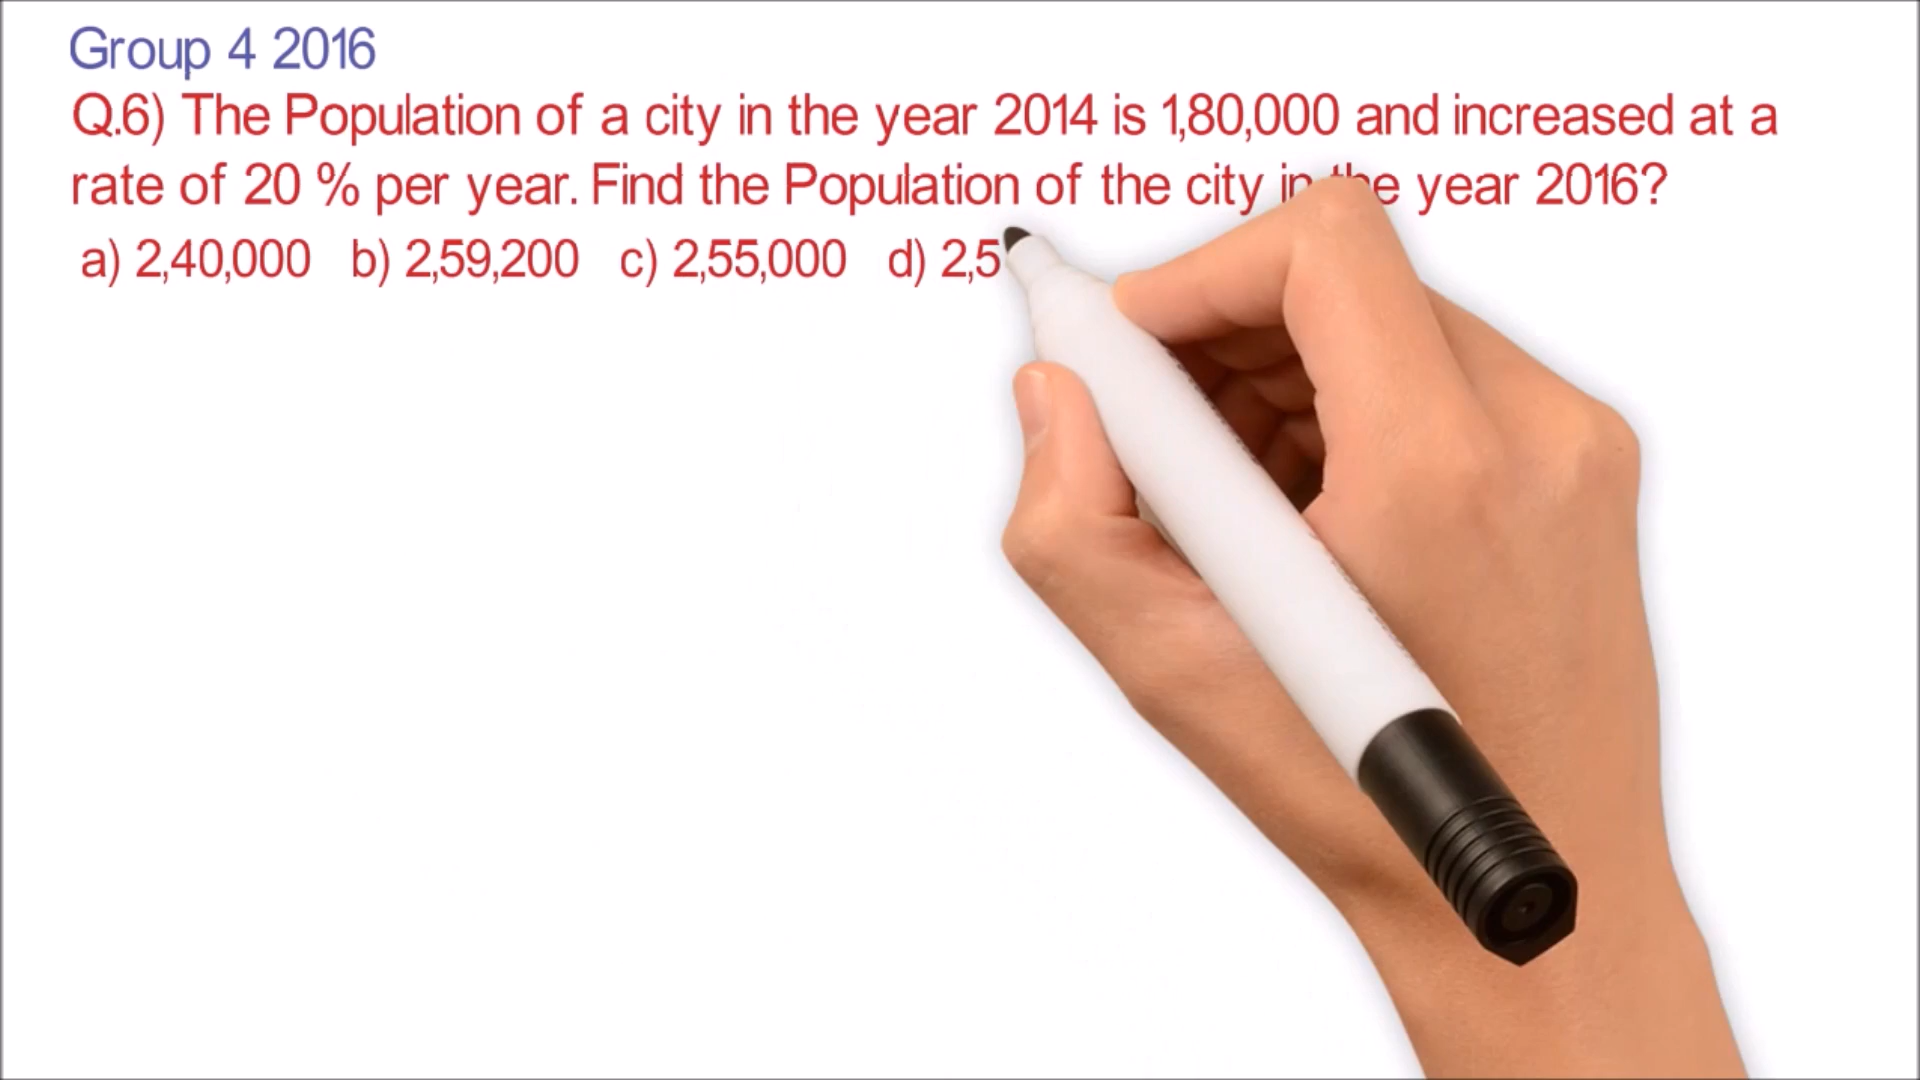 Group 4 2016
Q.6) The Population of a city in the year 2014 is 1,80,000 and increased at a
rate of 20 % per year. Find the Population of the city in the year 2016?
a) 2,40,000 b) 2,59,200 c) 2,55,000 d) 2,5